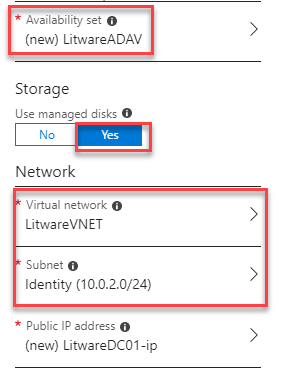 * Availability set
(new) LitwareADAV
Storage
Use managed disks
No Yes
Network
* Virtual network
LitwareVNET
* Subnet
Identity (10.0.2.0/24)
* Public IP address
(new) LitwareDC01-ip